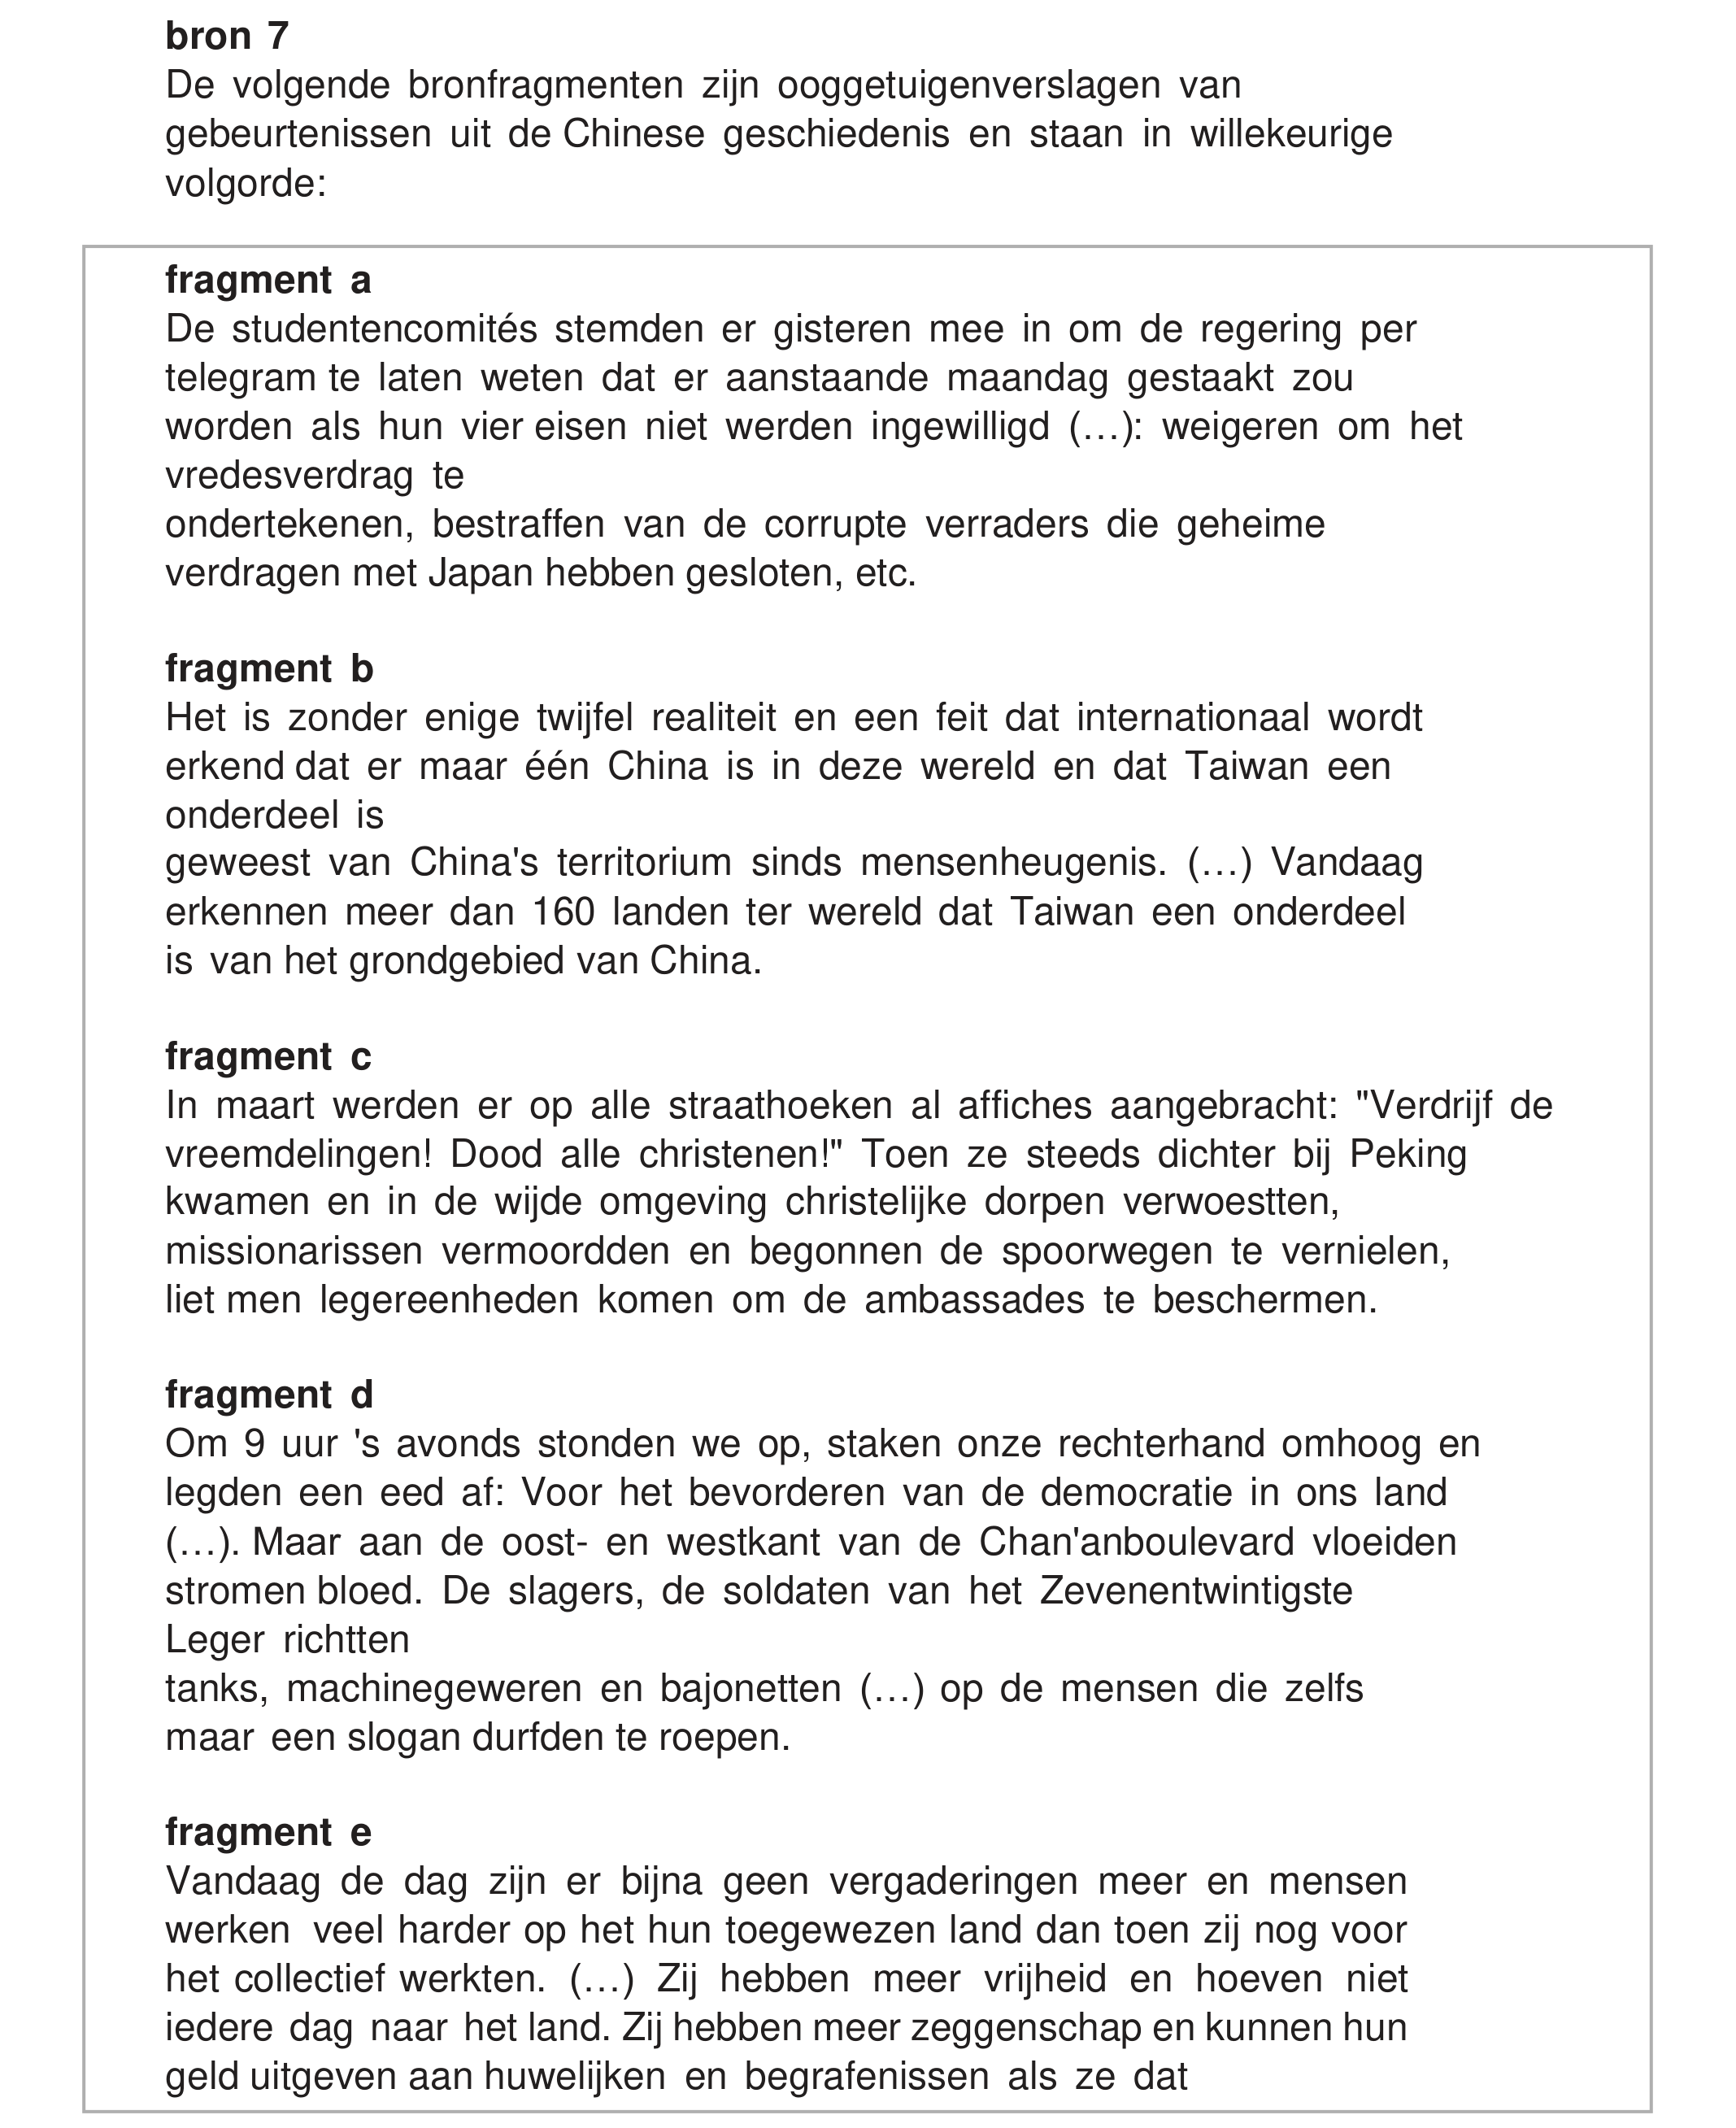 bron 7
De volgende bronfragmenten zijn ooggetuigenverslagen van
gebeurtenissen uit de Chinese geschiedenis en staan in willekeurige
volgorde:
fragment a
De studentencomités stemden er gisteren mee in om de regering per
telegram te laten weten dat er aanstaande maandag gestaakt zou
worden als hun vier eisen niet werden ingewilligd (…): weigeren om het
vredesverdrag te
ondertekenen, bestraffen van de corrupte verraders die geheime
verdragen met Japan hebben gesloten, etc.
fragment b
Het is zonder enige twijfel realiteit en een feit dat internationaal wordt
erkend dat er maar één China is in deze wereld en dat Taiwan een
onderdeel is
geweest van China's territorium sinds mensenheugenis. (…) Vandaag
erkennen meer dan 160 landen ter wereld dat Taiwan een onderdeel
is van het grondgebied van China.
fragment c
In maart werden er op alle straathoeken al affiches aangebracht: "Verdrijf de
vreemdelingen! Dood alle christenen!" Toen ze steeds dichter bij Peking
kwamen en in de wijde omgeving christelijke dorpen verwoestten,
missionarissen vermoordden en begonnen de spoorwegen te vernielen,
liet men legereenheden komen om de ambassades te beschermen.
fragment d
Om 9 uur 's avonds stonden we op, staken onze rechterhand omhoog en
legden een eed af: Voor het bevorderen van de democratie in ons land
(…). Maar aan de oost- en westkant van de Chan'anboulevard vloeiden
stromen bloed. De slagers, de soldaten van het Zevenentwintigste
Leger richtten
tanks, machinegeweren en bajonetten (…) op de mensen die zelfs
maar een slogan durfden te roepen.
fragment e
Vandaag de dag zijn er bijna geen vergaderingen meer en mensen
werken veel harder op het hun toegewezen land dan toen zij nog voor
het collectief werkten. (…) Zij hebben meer vrijheid en hoeven niet
iedere dag naar het land. Zij hebben meer zeggenschap en kunnen hun
geld uitgeven aan huwelijken en begrafenissen als ze dat